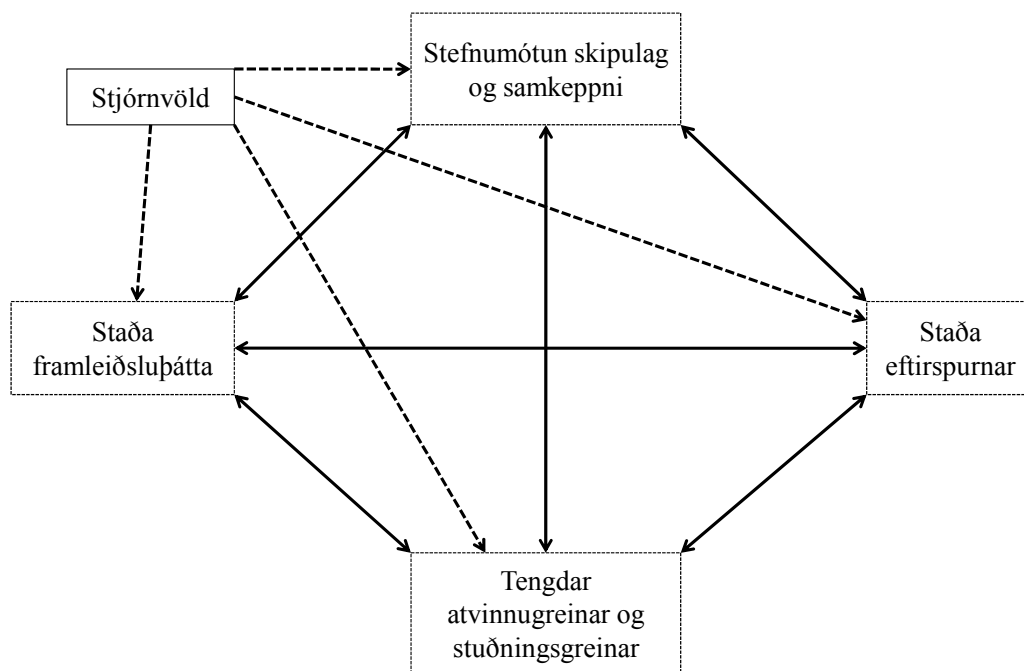 Stefnumótun skipulag
og samkeppni
Stjórnvöld
Staða
framleiðsluþátta
Staða
eftirspurnar
Tengdar
atvinnugreinar og
stuðningsgreinar